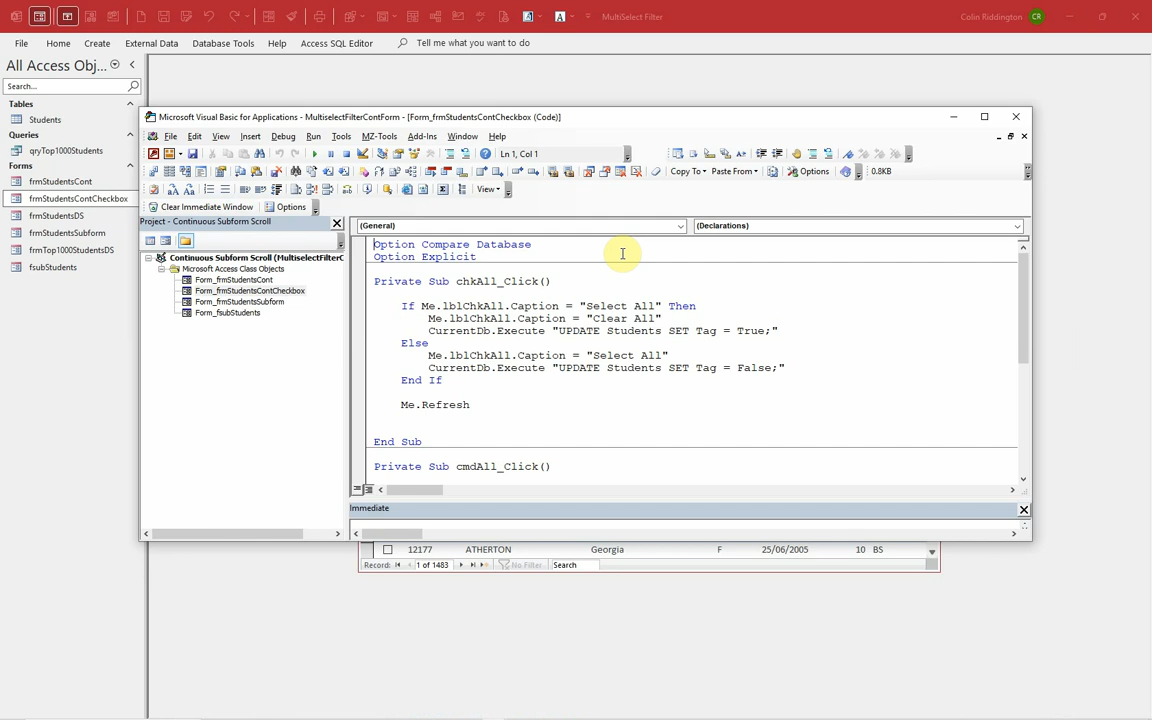 MultiSelect Filter
Colin Riddington
CR
File Home Create External Data Database Tools Help Access SQL Editor Tell me what you want to do
All Access Obj...
Search...
Tables
Students
Queries
qryTop1000Students
Forms
frmStudentsCont
frmStudentsContCheckbox
frmStudentsDS
frmStudentsSubform
frmTop1000StudentsDS
fsubStudents
Microsoft Visual Basic for Applications - MultiselectFilterContForm - [Form_frmStudentsContCheckbox (Code)]
File Edit View Insert Debug Run Tools MZ-Tools Add-Ins Window Help
Ln 1, Col 1
Copy To Paste From Options 0.8KB
View
Clear Immediate Window Options
Project - Continuous Subform Scroll
Continuous Subform Scroll (MultiselectFilterC
Microsoft Access Class Objects
Form_frmStudentsCont
Form_frmStudentsContCheckbox
Form_frmStudentsSubform
Form_fsubStudents
(General) (Declarations)
Option Compare Database
Option Explicit
Private Sub chkAll_Click()
If Me.lblChkAll.Caption = "Select All" Then
Me.lblChkAll.Caption = "Clear All"
CurrentDb.Execute "UPDATE Students SET Tag = True;"
Else
Me.lblChkAll.Caption = "Select All"
CurrentDb.Execute "UPDATE Students SET Tag = False;"
End If
Me.Refresh
End Sub
Private Sub cmdAll_Click()
Immediate
12177 ATHERTON Georgia F 25/06/2005 10 BS
Record: 1 of 1483 No Filter Search